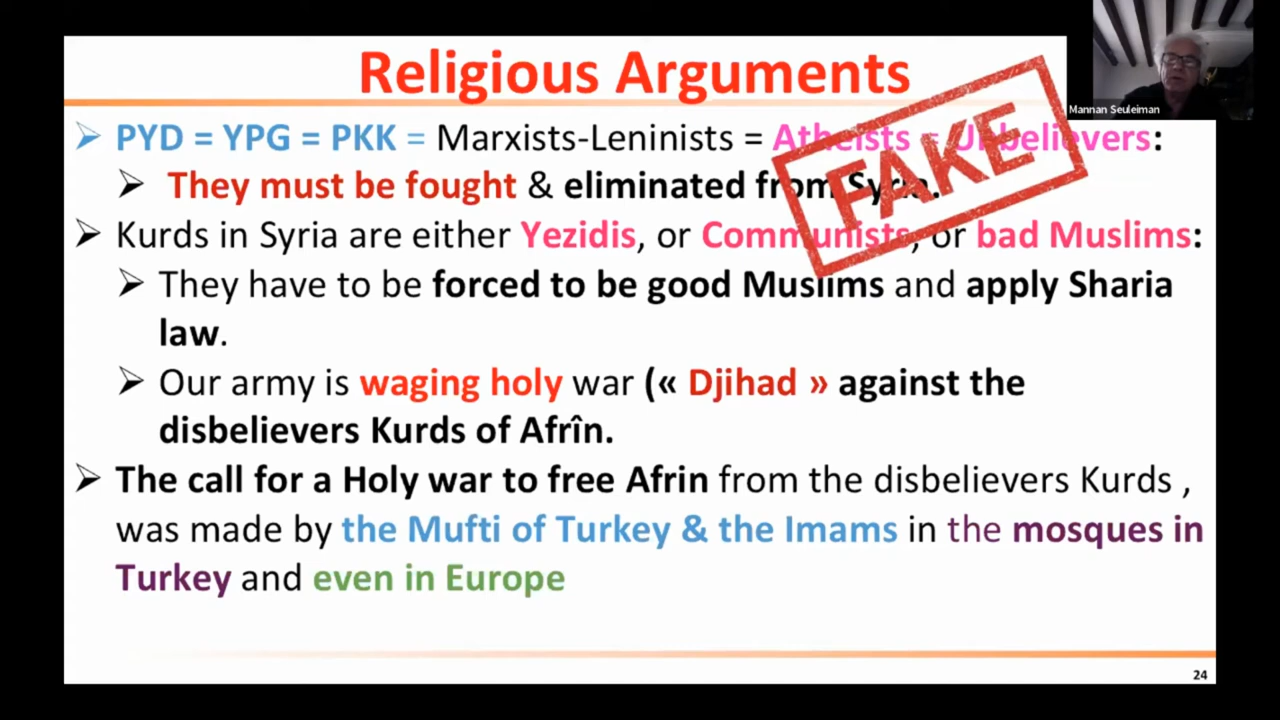 Religious Arguments
Mannan Seuleiman
PYD = YPG = PKK = Marxists-Leninists = Atheists = Unbelievers:
FAKE
They must be fought & eliminated from Syria.
Kurds in Syria are either Yezidis, or Communists, or bad Muslims:
They have to be forced to be good Muslims and apply Sharia
law.
Our army is waging holy war (« Djihad » against the
disbelievers Kurds of Afrîn.
The call for a Holy war to free Afrin from the disbelievers Kurds ,
was made by the Mufti of Turkey & the Imams in the mosques in
Turkey and even in Europe
24